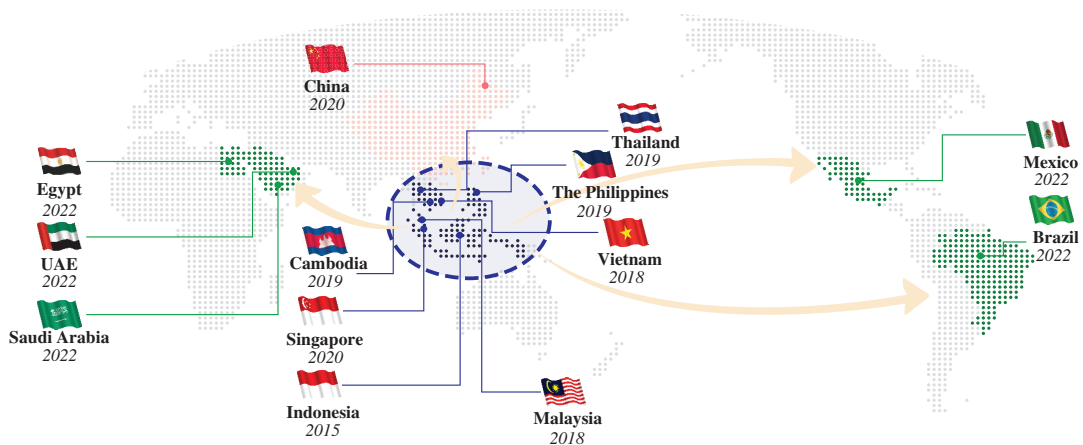 China
2020
Thailand
2019
Egypt
2022
The Philippines
2019
Mexico
2022
UAE
2022
Cambodia
2019
Vietnam
2018
Brazil
2022
Saudi Arabia
2022
Singapore
2020
Indonesia
2015
Malaysia
2018